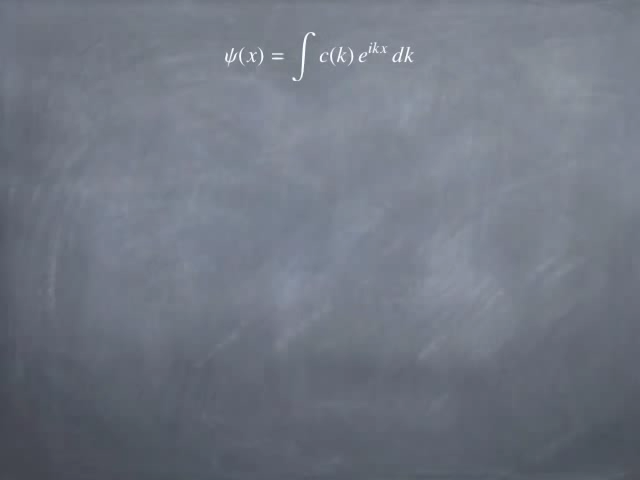 ψ(x) = ∫ c(k) e^{ikx} dk